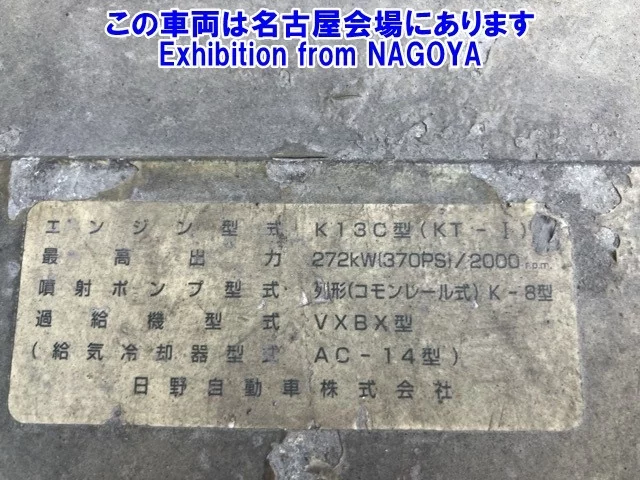 この車両は名古屋会場にあります
Exhibition from NAGOYA
エンジン型式 K13C型(KT-I)
最高出力 272kW(370PS)/2000r.p.m.
噴射ポンプ型式 列形(コモンレール式) K-8型
過給機型式 VXBX型
(給気冷却器型式 AC-14型)
日野自動車株式会社